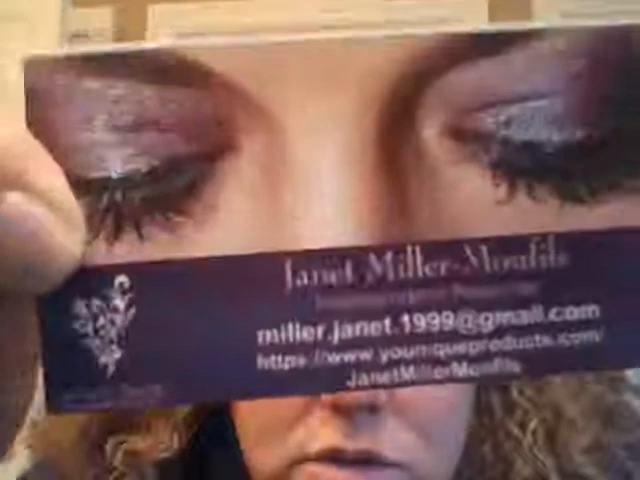 Janet Miller-Monfils
miller.janet.1999@gmail.com
https://www.youniqueproducts.com/
JanetMillerMonfils